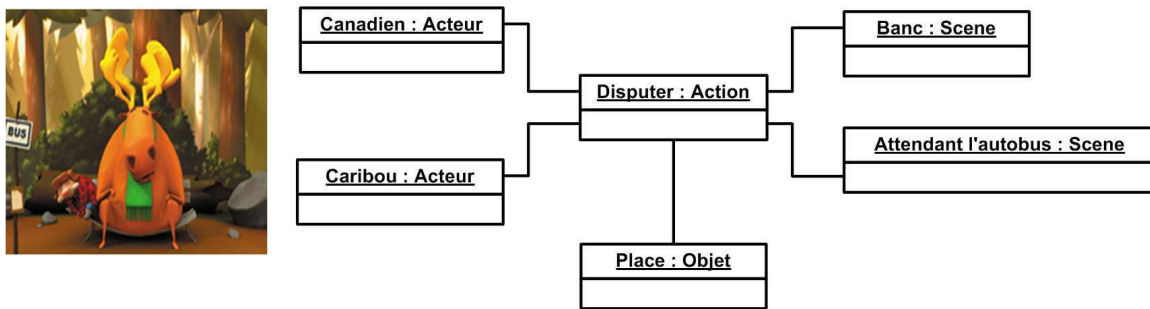 BUS
Canadien : Acteur
Banc : Scene
Disputer : Action
Attendant l'autobus : Scene
Caribou : Acteur
Place : Objet